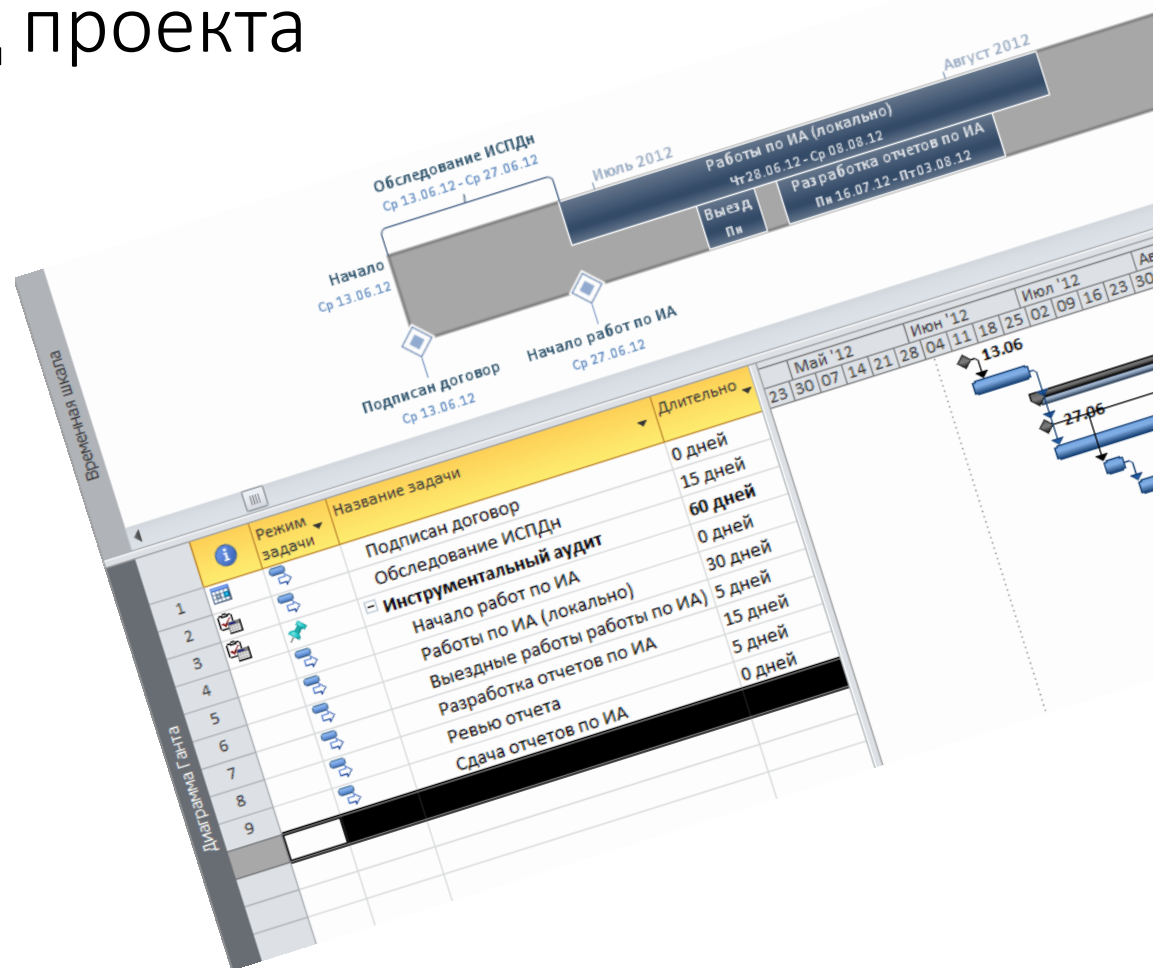 проекта
Август 2012
Обследование ИСПДн
Ср 13.06.12 - Ср 27.06.12
Июль 2012
Работы по ИА (локально)
Чт 28.06.12 - Ср 08.08.12
Разработка отчетов по ИА
Пн 16.07.12 - Пт 03.08.12
Выезд
Пн
Начало
Ср 13.06.12
Начало работ по ИА
Ср 27.06.12
Подписан договор
Ср 13.06.12
Временная шкала
Май '12 Июн '12 Июл '12 Ав
23 30 07 14 21 28 04 11 18 25 02 09 16 23 30
13.06
27.06
Режим задачи Название задачи Длительно
1 Подписан договор 0 дней
2 Обследование ИСПДн 15 дней
3 Инструментальный аудит 60 дней
4 Начало работ по ИА 0 дней
5 Работы по ИА (локально) 30 дней
6 Выездные работы работы по ИА) 5 дней
7 Разработка отчетов по ИА 15 дней
8 Ревью отчета 5 дней
9 Сдача отчетов по ИА 0 дней
Диаграмма Ганта